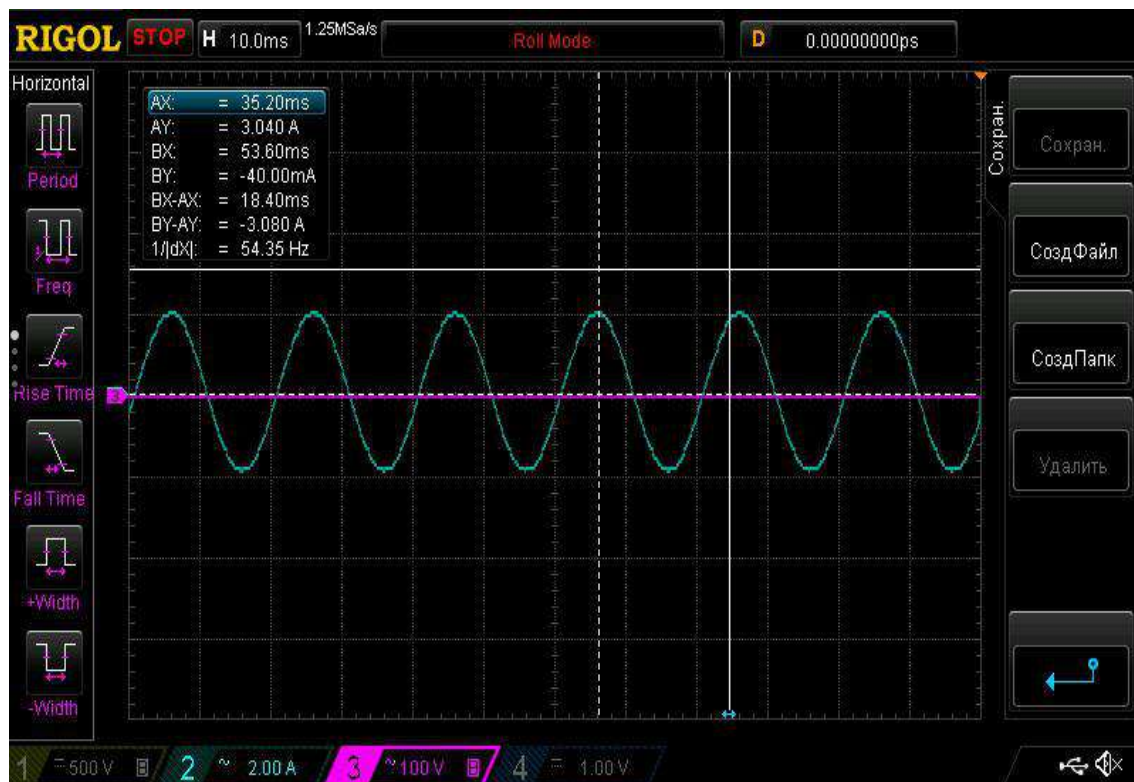 RIGOL STOP H 10.0ms 1.25MSa/s Roll Mode D 0.00000000ps
Horizontal
Period
Freq
Rise Time
Fall Time
+Width
-Width
AX: = 35.20ms
AY: = 3.040 A
BX: = 53.60ms
BY: = -40.00mA
BX-AX: = 18.40ms
BY-AY: = -3.080 A
1/|dX|: = 54.35 Hz
3
Сохран.
Сохран.
СоздФайл
СоздПапк
Удалить
1 = 500 V B 2 ~ 2.00 A 3 ~ 100 V B 4 = 1.00 V